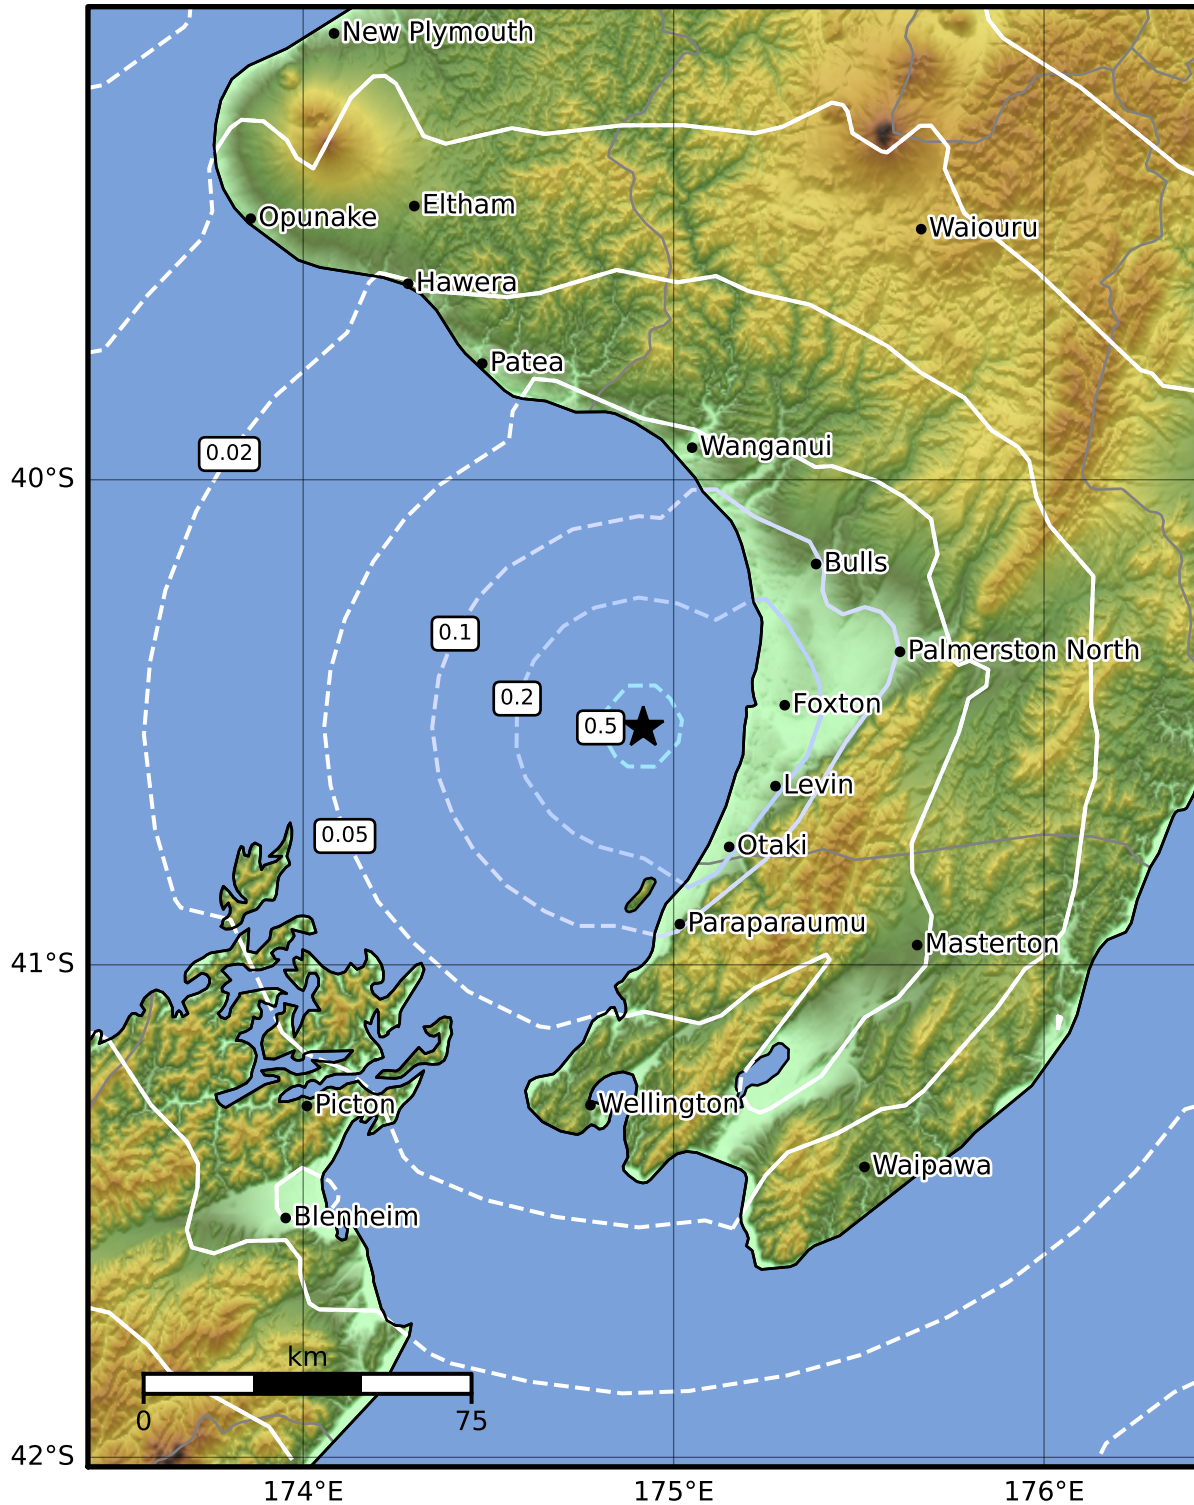 New Plymouth
Opunake
Eltham
Waiouru
Hawera
Patea
Wanganui
0.02
40°S
Bulls
0.1
Palmerston North
0.2
Foxton
0.5
Levin
0.05
Otaki
Paraparaumu
Masterton
41°S
Picton
Wellington
Waipawa
Blenheim
km
0
75
42°S
174°E
175°E
176°E